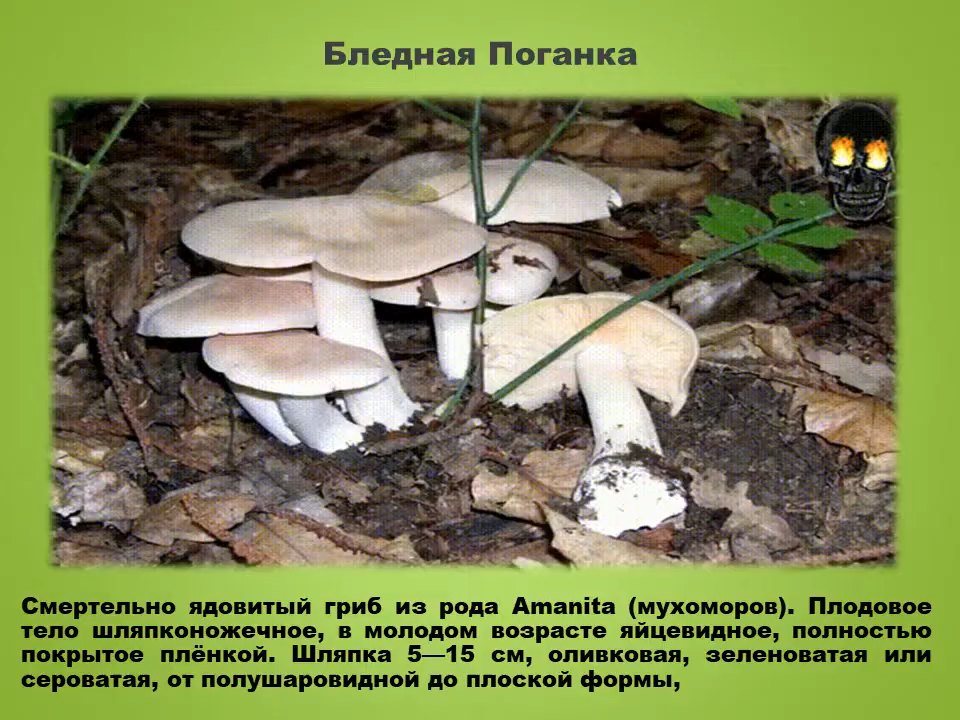 Бледная Поганка
Смертельно ядовитый гриб из рода Amanita (мухоморов). Плодовое
тело шляпконожечное, в молодом возрасте яйцевидное, полностью
покрытое плёнкой. Шляпка 5—15 см, оливковая, зеленоватая или
сероватая, от полушаровидной до плоской формы,